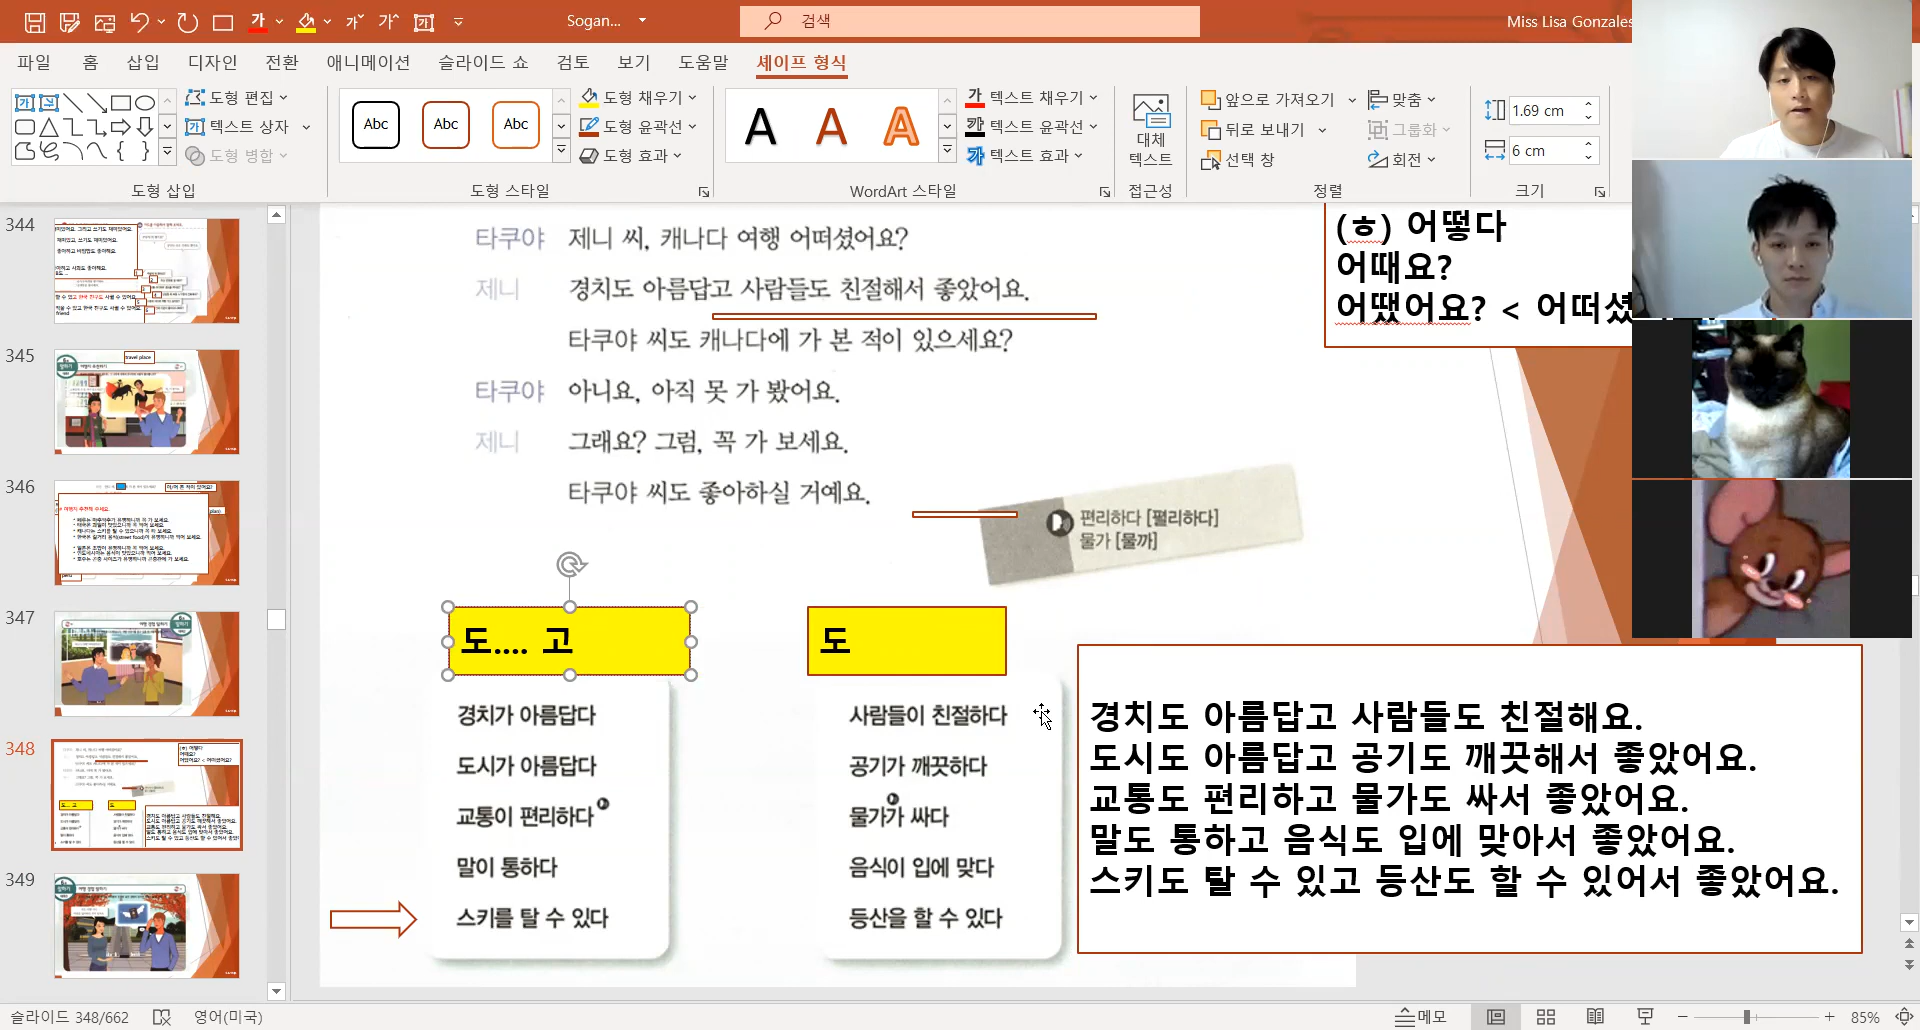 Sogan...
검색
Miss Lisa Gonzales
파일 홈 삽입 디자인 전환 애니메이션 슬라이드 쇼 검토 보기 도움말 셰이프 형식
도형 편집
텍스트 상자
도형 병합
도형 삽입
Abc Abc Abc
도형 채우기
도형 윤곽선
도형 효과
도형 스타일
A A A
텍스트 채우기
텍스트 윤곽선
텍스트 효과
WordArt 스타일
대체
텍스트
접근성
앞으로 가져오기
뒤로 보내기
선택 창
맞춤
그룹화
회전
정렬
1.69 cm
6 cm
크기
344
345
travel place
346
347
348
349
타쿠야 제니 씨, 캐나다 여행 어떠셨어요?
제니 경치도 아름답고 사람들도 친절해서 좋았어요.
타쿠야 씨도 캐나다에 가 본 적이 있으세요?
타쿠야 아니요, 아직 못 가 봤어요.
제니 그래요? 그럼, 꼭 가 보세요.
타쿠야 씨도 좋아하실 거예요.
(ㅎ) 어떻다
어때요?
어땠어요? < 어떠셨
편리하다 [펼리하다]
물가 [물까]
도.... 고
도
경치가 아름답다
도시가 아름답다
교통이 편리하다
말이 통하다
스키를 탈 수 있다
사람들이 친절하다
공기가 깨끗하다
물가가 싸다
음식이 입에 맞다
등산을 할 수 있다
경치도 아름답고 사람들도 친절해요.
도시도 아름답고 공기도 깨끗해서 좋았어요.
교통도 편리하고 물가도 싸서 좋았어요.
말도 통하고 음식도 입에 맞아서 좋았어요.
스키도 탈 수 있고 등산도 할 수 있어서 좋았어요.
슬라이드 348/662 영어(미국)
메모
85%